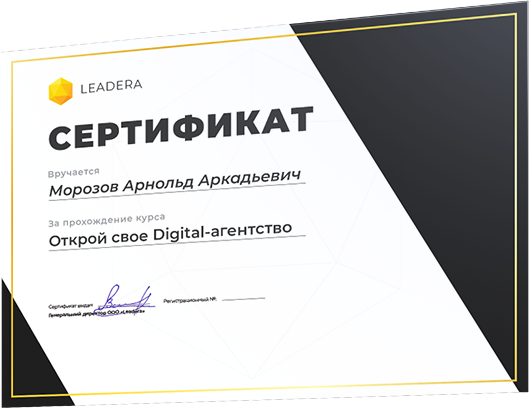 LEADERA
СЕРТИФИКАТ
Вручается
Морозов Арнольд Аркадьевич
За прохождение курса
Открой свое Digital-агентство
Сертификат выдал
Регистрационный №:
Генеральный директор ООО «Leadera»